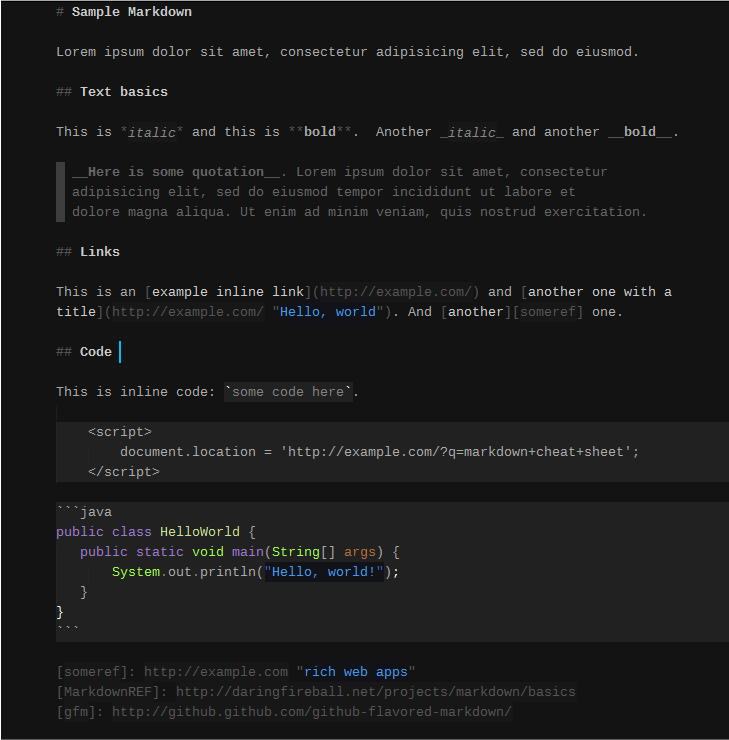 # Sample Markdown
Lorem ipsum dolor sit amet, consectetur adipisicing elit, sed do eiusmod.
## Text basics
This is *italic* and this is **bold**.  Another _italic_ and another __bold__.
__Here is some quotation__. Lorem ipsum dolor sit amet, consectetur
adipisicing elit, sed do eiusmod tempor incididunt ut labore et
dolore magna aliqua. Ut enim ad minim veniam, quis nostrud exercitation.
## Links
This is an [example inline link](http://example.com/) and [another one with a
title](http://example.com/ "Hello, world"). And [another][someref] one.
## Code
This is inline code: `some code here`.
    <script>
        document.location = 'http://example.com/?q=markdown+cheat+sheet';
    </script>
```java
public class HelloWorld {
   public static void main(String[] args) {
       System.out.println("Hello, world!");
   }
}
```
[someref]: http://example.com "rich web apps"
[MarkdownREF]: http://daringfireball.net/projects/markdown/basics
[gfm]: http://github.github.com/github-flavored-markdown/